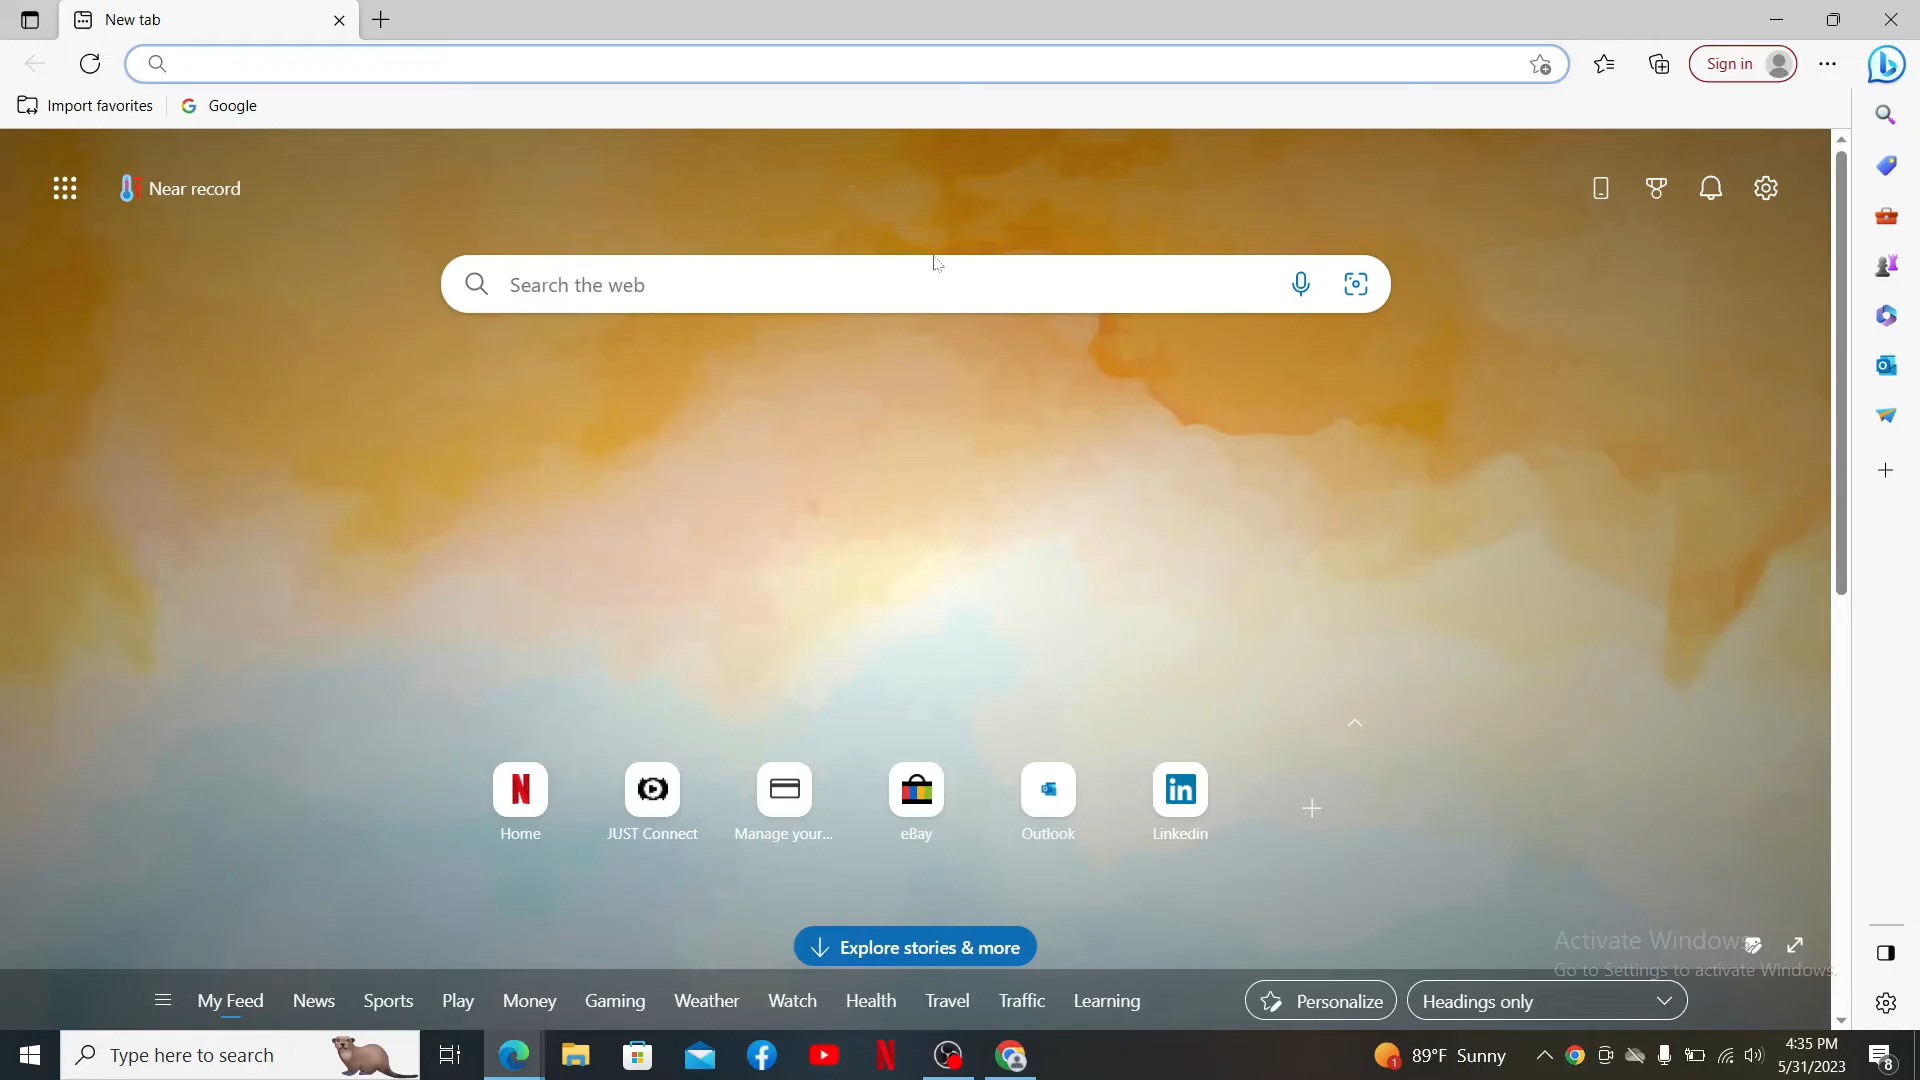 New tab
Sign in
Import favorites
Google
Near record
Search the web
Home
JUST Connect
Manage your...
eBay
Outlook
Linkedin
Explore stories & more
Activate Windows
Go to Settings to activate Windows.
My Feed
News
Sports
Play
Money
Gaming
Weather
Watch
Health
Travel
Traffic
Learning
Personalize
Headings only
Type here to search
89°F Sunny
4:35 PM
5/31/2023
8